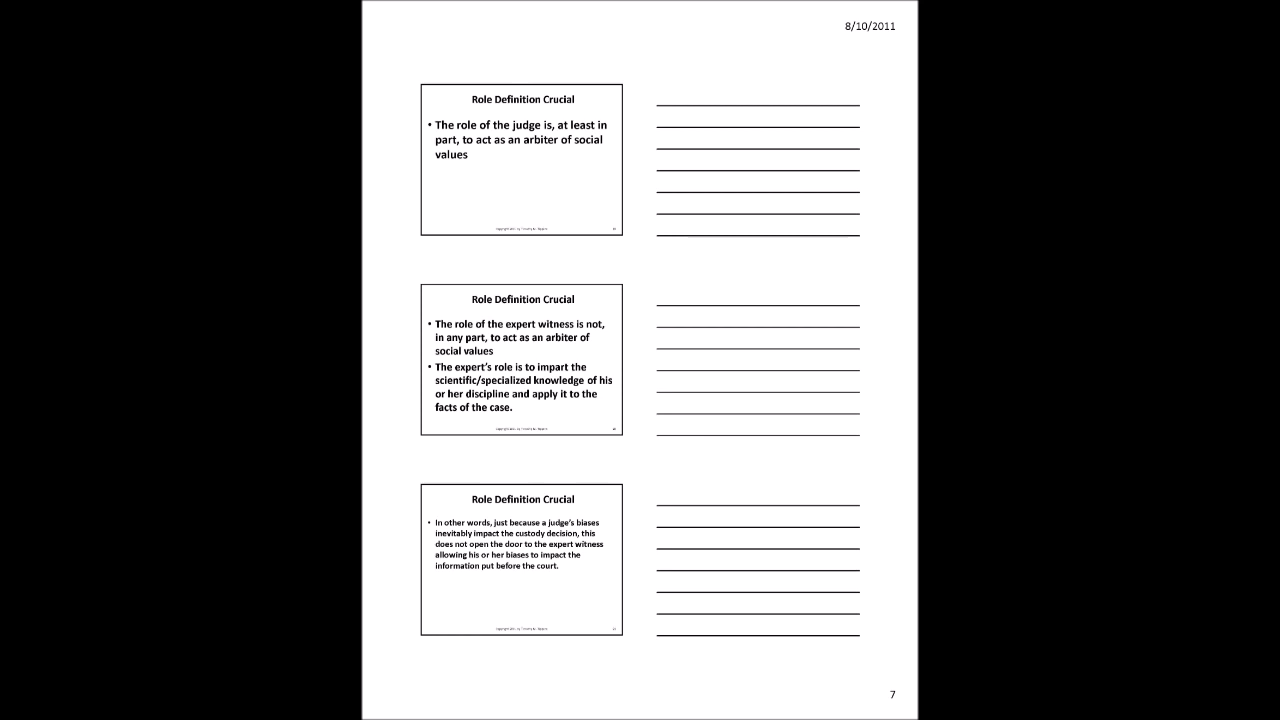 8/10/2011
Role Definition Crucial
• The role of the judge is, at least in
part, to act as an arbiter of social
values
Role Definition Crucial
• The role of the expert witness is not,
in any part, to act as an arbiter of
social values
• The expert's role is to impart the
scientific/specialized knowledge of his
or her discipline and apply it to the
facts of the case.
Role Definition Crucial
• In other words, just because a judge's biases
inevitably impact the custody decision, this
does not open the door to the expert witness
allowing his or her biases to impact the
information put before the court.
7